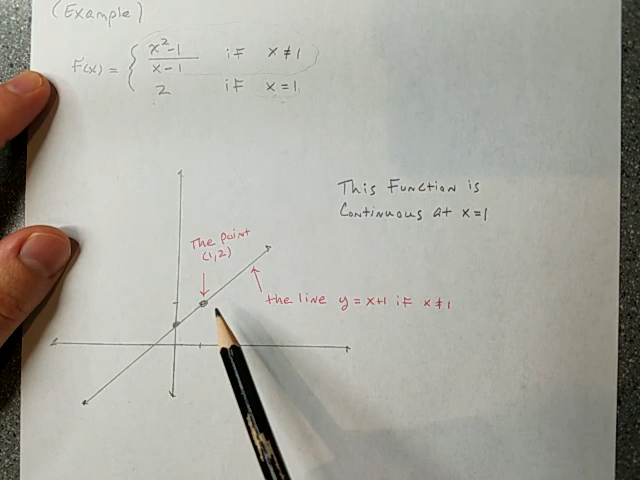 (Example)
F(x) = { x²-1 / x-1 if x≠1
2 if x=1
This Function is
Continuous at x=1
The point
(1,2)
the line y = x+1 if x≠1